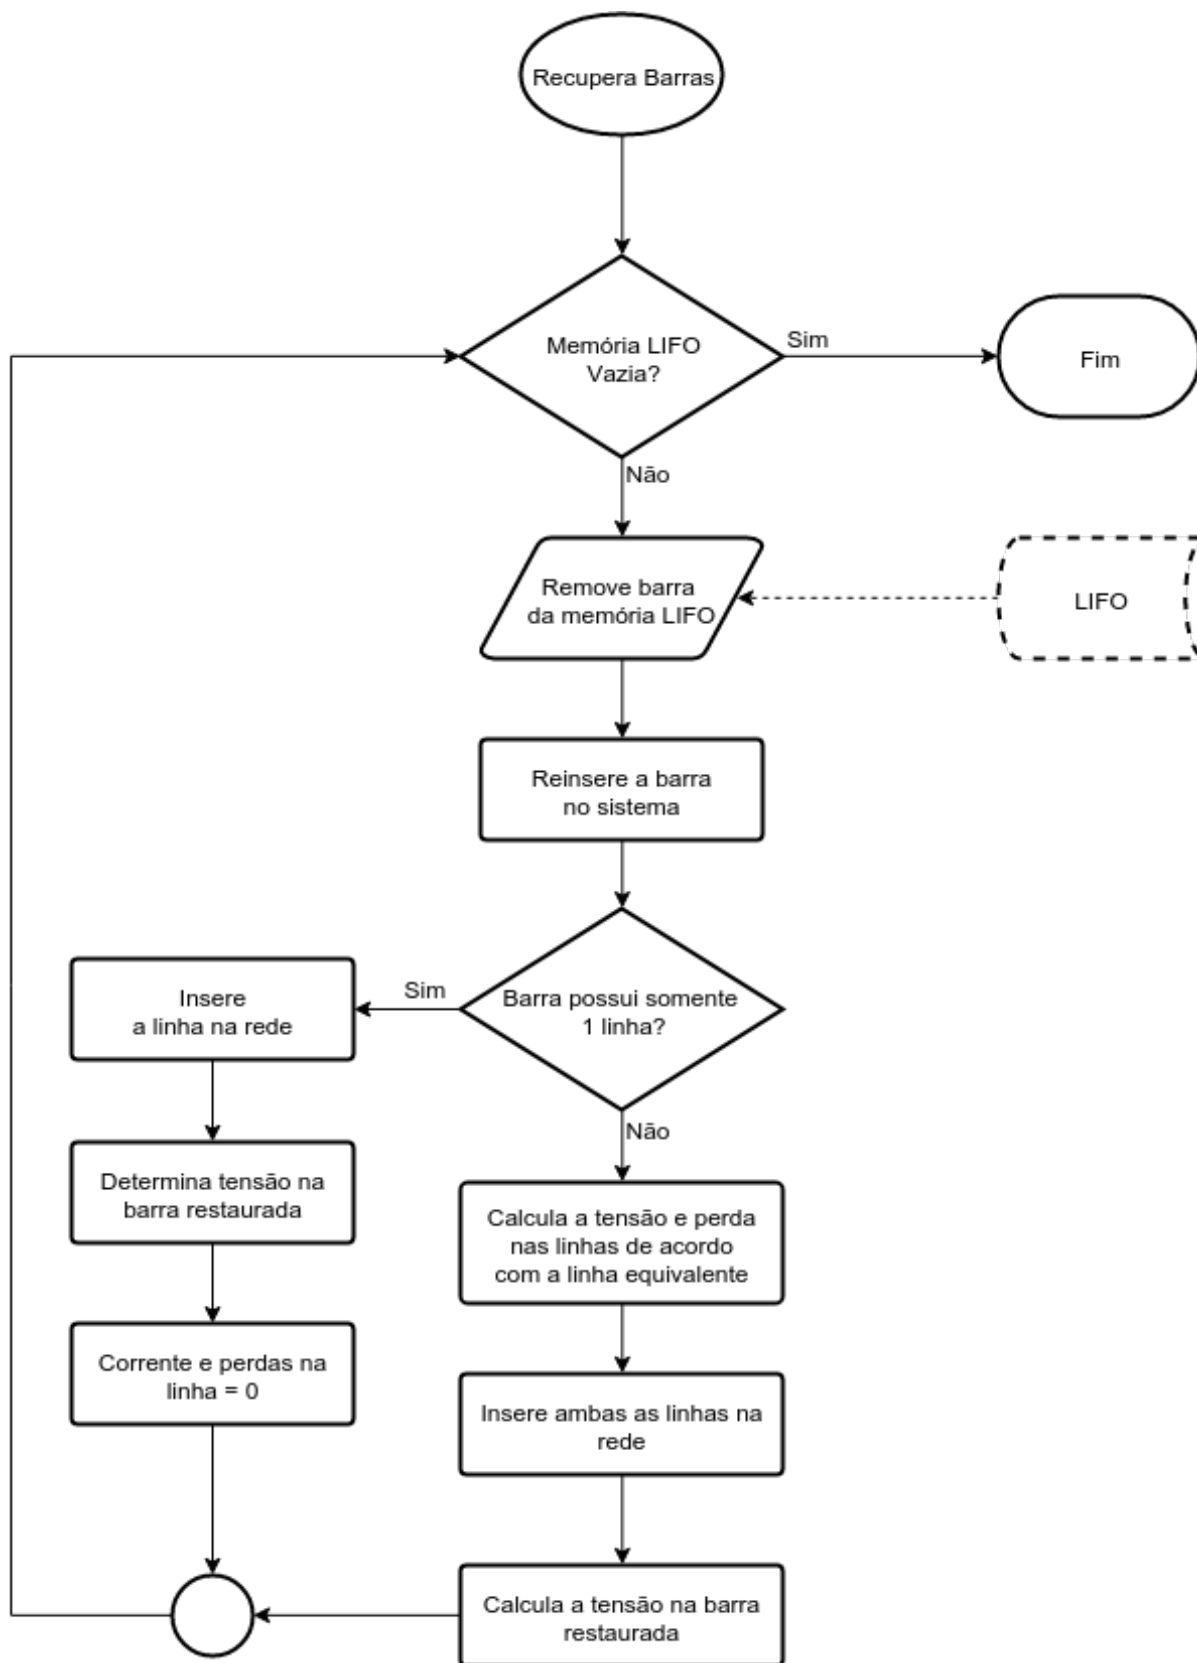 Recupera Barras
Memória LIFO
Vazia?
Sim
Fim
Não
Remove barra
da memória LIFO
LIFO
Reinsere a barra
no sistema
Barra possui somente
1 linha?
Sim
Insere
a linha na rede
Não
Determina tensão na
barra restaurada
Calcula a tensão e perda
nas linhas de acordo
com a linha equivalente
Corrente e perdas na
linha = 0
Insere ambas as linhas na
rede
Calcula a tensão na barra
restaurada